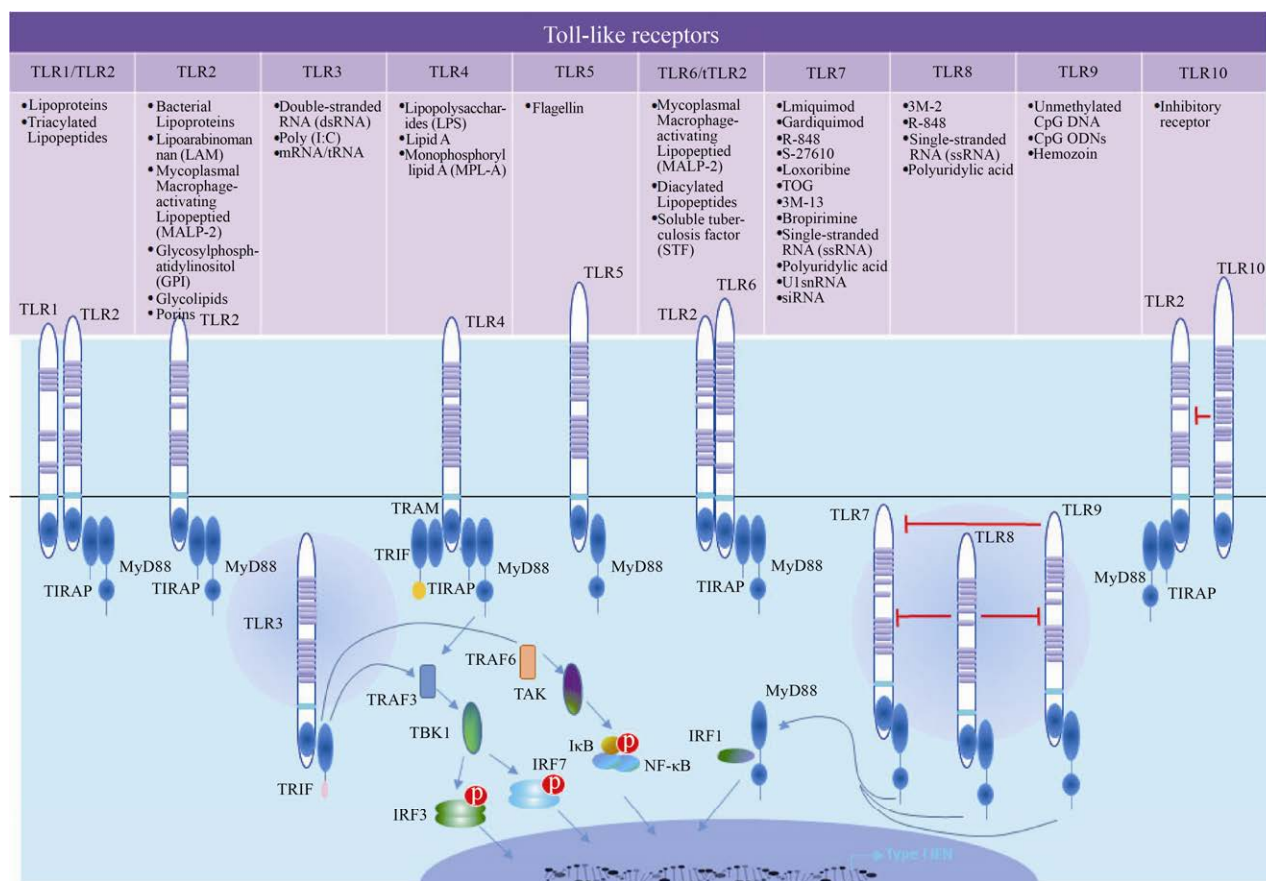 Toll-like receptors
TLR1/TLR2
TLR2
TLR3
TLR4
TLR5
TLR6/tTLR2
TLR7
TLR8
TLR9
TLR10
•Lipoproteins
•Triacylated
Lipopeptides
•Bacterial
Lipoproteins
•Lipoarabinoman
nan (LAM)
•Mycoplasmal
Macrophage-
activating
Lipopeptied
(MALP-2)
•Glycosylphosph-
atidylinositol
(GPI)
•Glycolipids
•Porins
•Double-stranded
RNA (dsRNA)
•Poly (I:C)
•mRNA/tRNA
•Lipopolysacchar-
ides (LPS)
•Lipid A
•Monophosphoryl
lipid A (MPL-A)
•Flagellin
•Mycoplasmal
Macrophage-
activating
Lipopeptied
(MALP-2)
•Diacylated
Lipopeptides
•Soluble tuber-
culosis factor
(STF)
•Lmiquimod
•Gardiquimod
•R-848
•S-27610
•Loxoribine
•TOG
•3M-13
•Bropirimine
•Single-stranded
RNA (ssRNA)
•Polyuridylic acid
•U1snRNA
•siRNA
•3M-2
•R-848
•Single-stranded
RNA (ssRNA)
•Polyuridylic acid
•Unmethylated
CpG DNA
•CpG ODNs
•Hemozoin
•Inhibitory
receptor
TLR1
TLR2
TLR2
TLR4
TLR5
TLR2
TLR6
TLR2
TLR10
TIRAP
MyD88
TIRAP
MyD88
TRAM
TRIF
TIRAP
MyD88
MyD88
TIRAP
MyD88
TLR7
TLR8
TLR9
MyD88
TIRAP
TLR3
TRIF
TRAF3
TRAF6
TAK
TBK1
IκB
p
NF-κB
IRF7
p
IRF3
p
IRF1
MyD88
Type I IFN